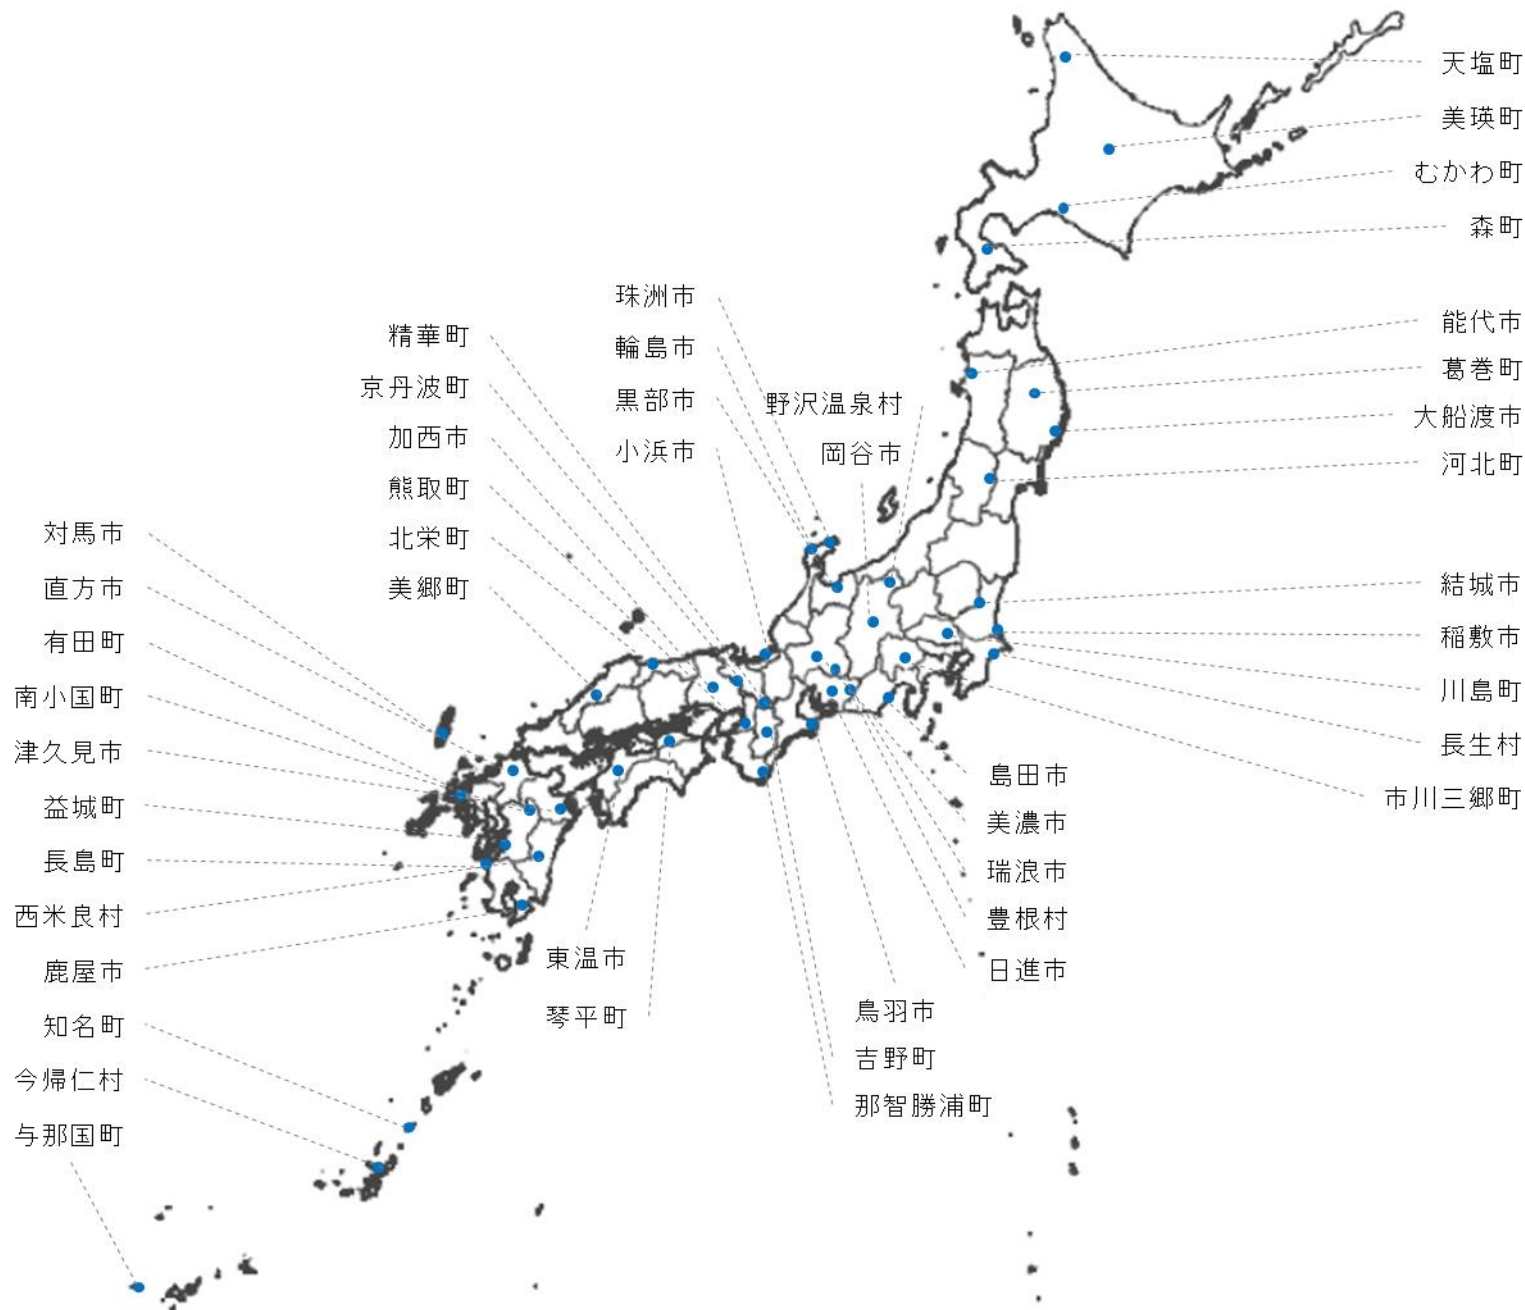 天塩町
美瑛町
むかわ町
森町
能代市
葛巻町
大船渡市
河北町
結城市
稲敷市
川島町
長生村
市川三郷町
珠洲市
輪島市
黒部市
小浜市
野沢温泉村
岡谷市
精華町
京丹波町
加西市
熊取町
北栄町
美郷町
対馬市
直方市
有田町
南小国町
津久見市
益城町
長島町
西米良村
鹿屋市
知名町
今帰仁村
与那国町
東温市
琴平町
島田市
美濃市
瑞浪市
豊根村
日進市
鳥羽市
吉野町
那智勝浦町